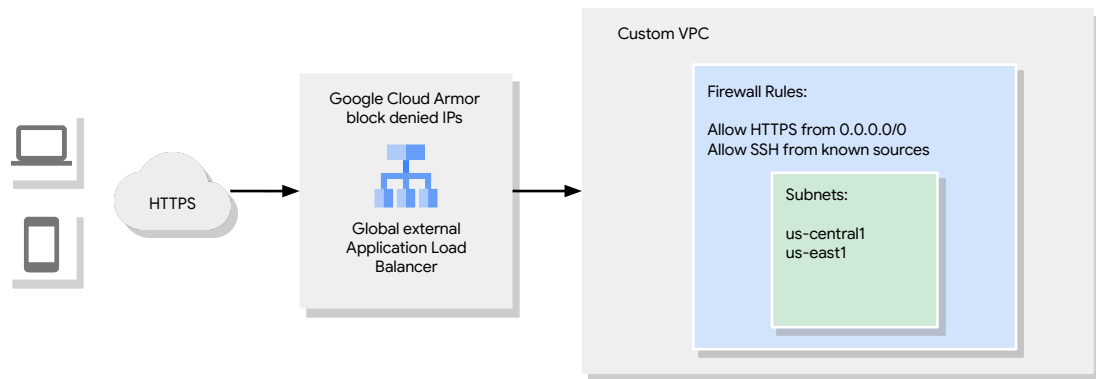 HTTPS
Google Cloud Armor
block denied IPs
Global external
Application Load
Balancer
Custom VPC
Firewall Rules:
Allow HTTPS from 0.0.0.0/0
Allow SSH from known sources
Subnets:
us-central1
us-east1